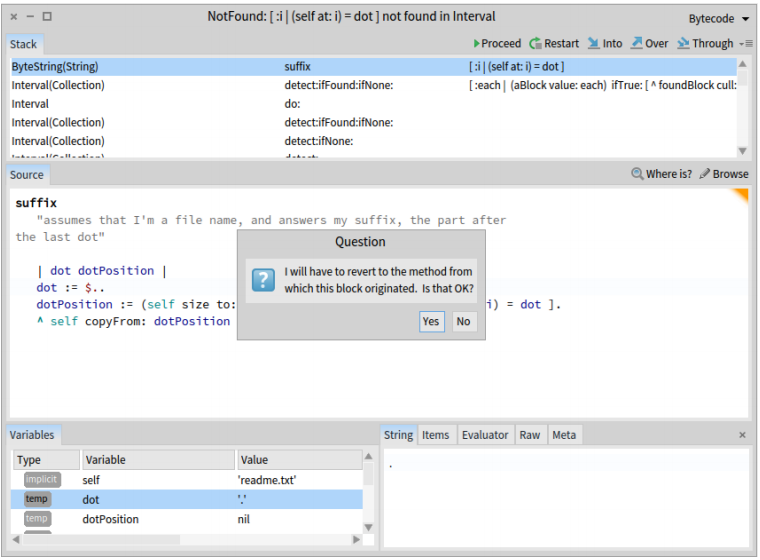 NotFound: [ :i | (self at: i) = dot ] not found in Interval
Bytecode
Stack
Proceed Restart Into Over Through
ByteString(String) suffix [ :i | (self at: i) = dot ]
Interval(Collection) detect:ifFound:ifNone: [ :each | (aBlock value: each) ifTrue: [ ^ foundBlock cull:
Interval do:
Interval(Collection) detect:ifFound:ifNone:
Interval(Collection) detect:ifNone:
Interval(Collection) detect:
Source
Where is? Browse
suffix
"assumes that I'm a file name, and answers my suffix, the part after
the last dot"
| dot dotPosition |
dot := $..
dotPosition := (self size to: i) = dot ].
^ self copyFrom: dotPosition
Question
I will have to revert to the method from
which this block originated. Is that OK?
Yes No
Variables
Type Variable Value
implicit self 'readme.txt'
temp dot '.'
temp dotPosition nil
String Items Evaluator Raw Meta
.